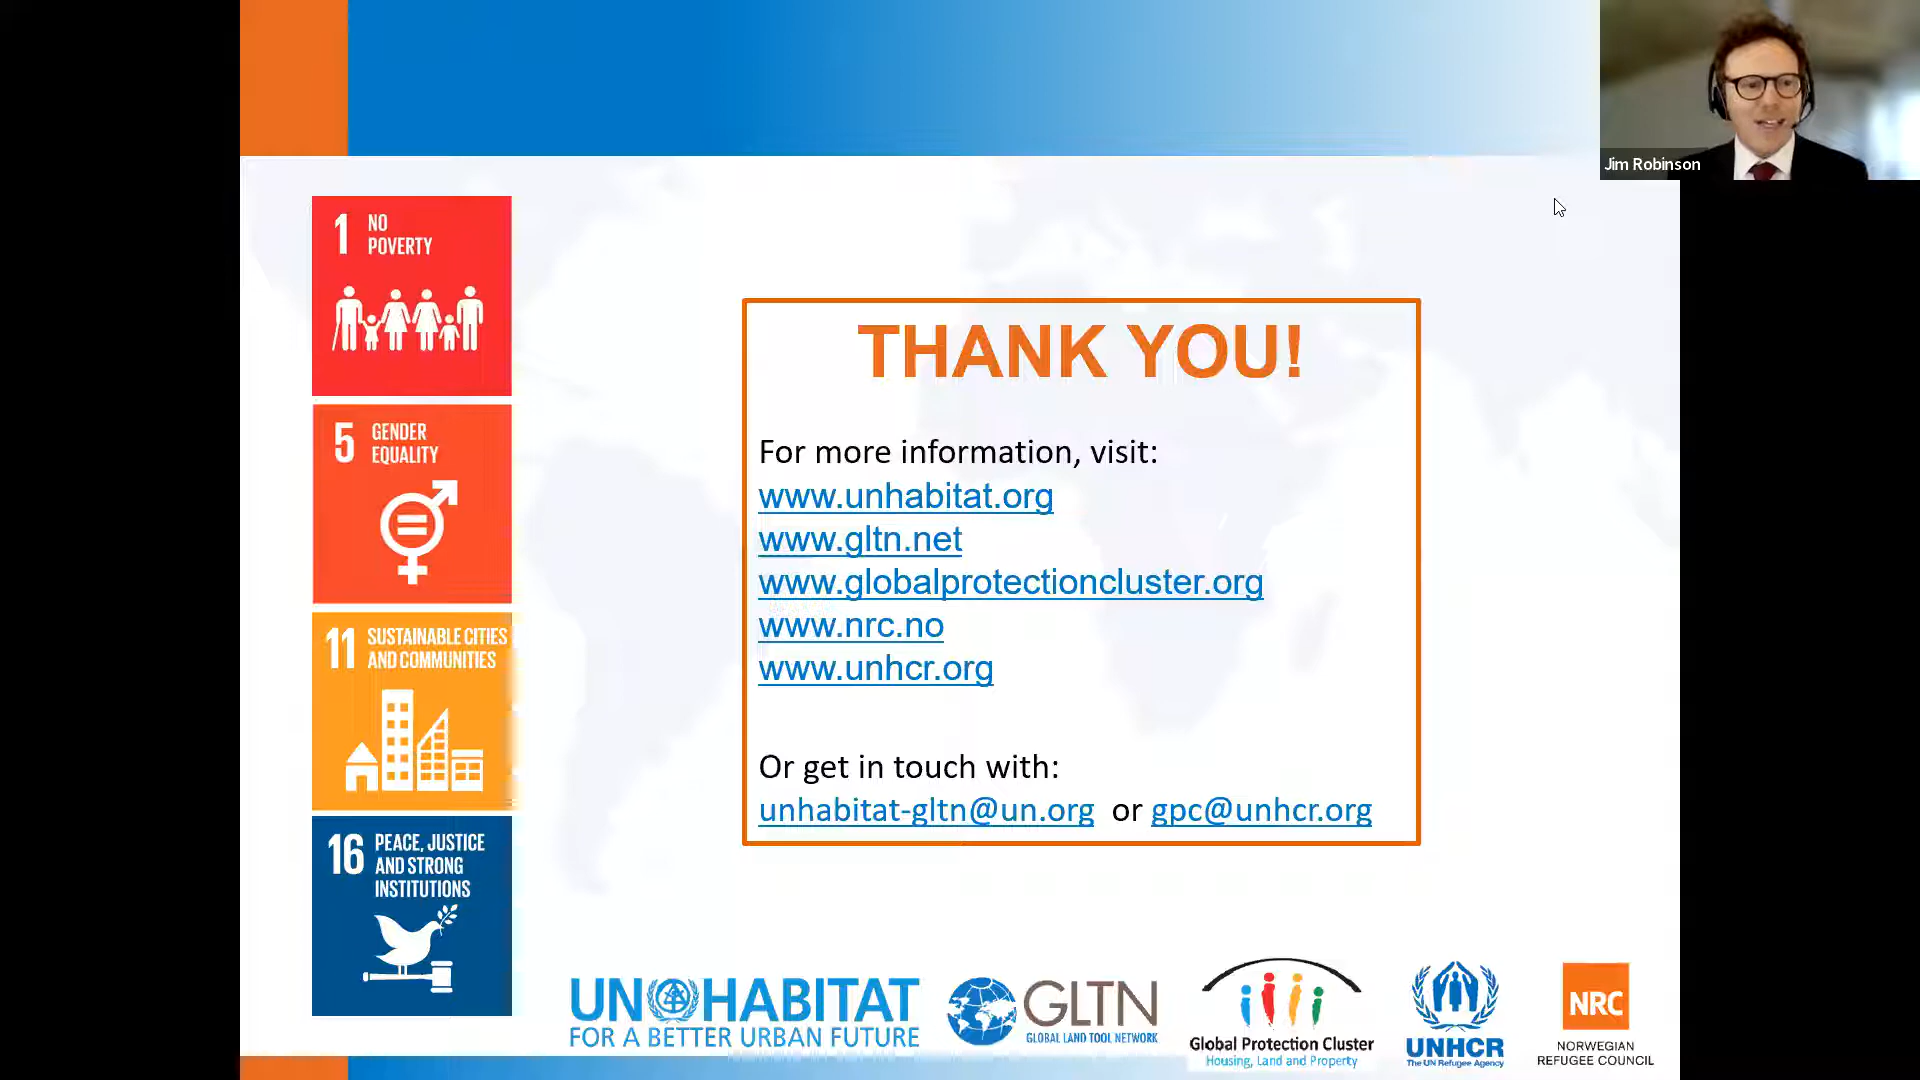 Jim Robinson
1 NO
POVERTY
5 GENDER
EQUALITY
11 SUSTAINABLE CITIES
AND COMMUNITIES
16 PEACE, JUSTICE
AND STRONG
INSTITUTIONS
THANK YOU!
For more information, visit:
www.unhabitat.org
www.gltn.net
www.globalprotectioncluster.org
www.nrc.no
www.unhcr.org
Or get in touch with:
unhabitat-gltn@un.org or gpc@unhcr.org
UN HABITAT
FOR A BETTER URBAN FUTURE
GLTN
GLOBAL LAND TOOL NETWORK
Global Protection Cluster
Housing, Land and Property
UNHCR
The UN Refugee Agency
NRC
NORWEGIAN
REFUGEE COUNCIL